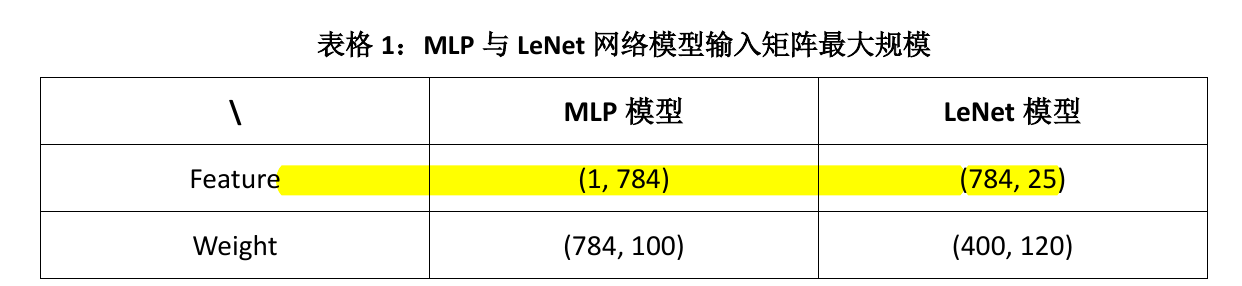 表格 1：MLP 与 LeNet 网络模型输入矩阵最大规模
\ MLP 模型 LeNet 模型
Feature (1, 784) (784, 25)
Weight (784, 100) (400, 120)